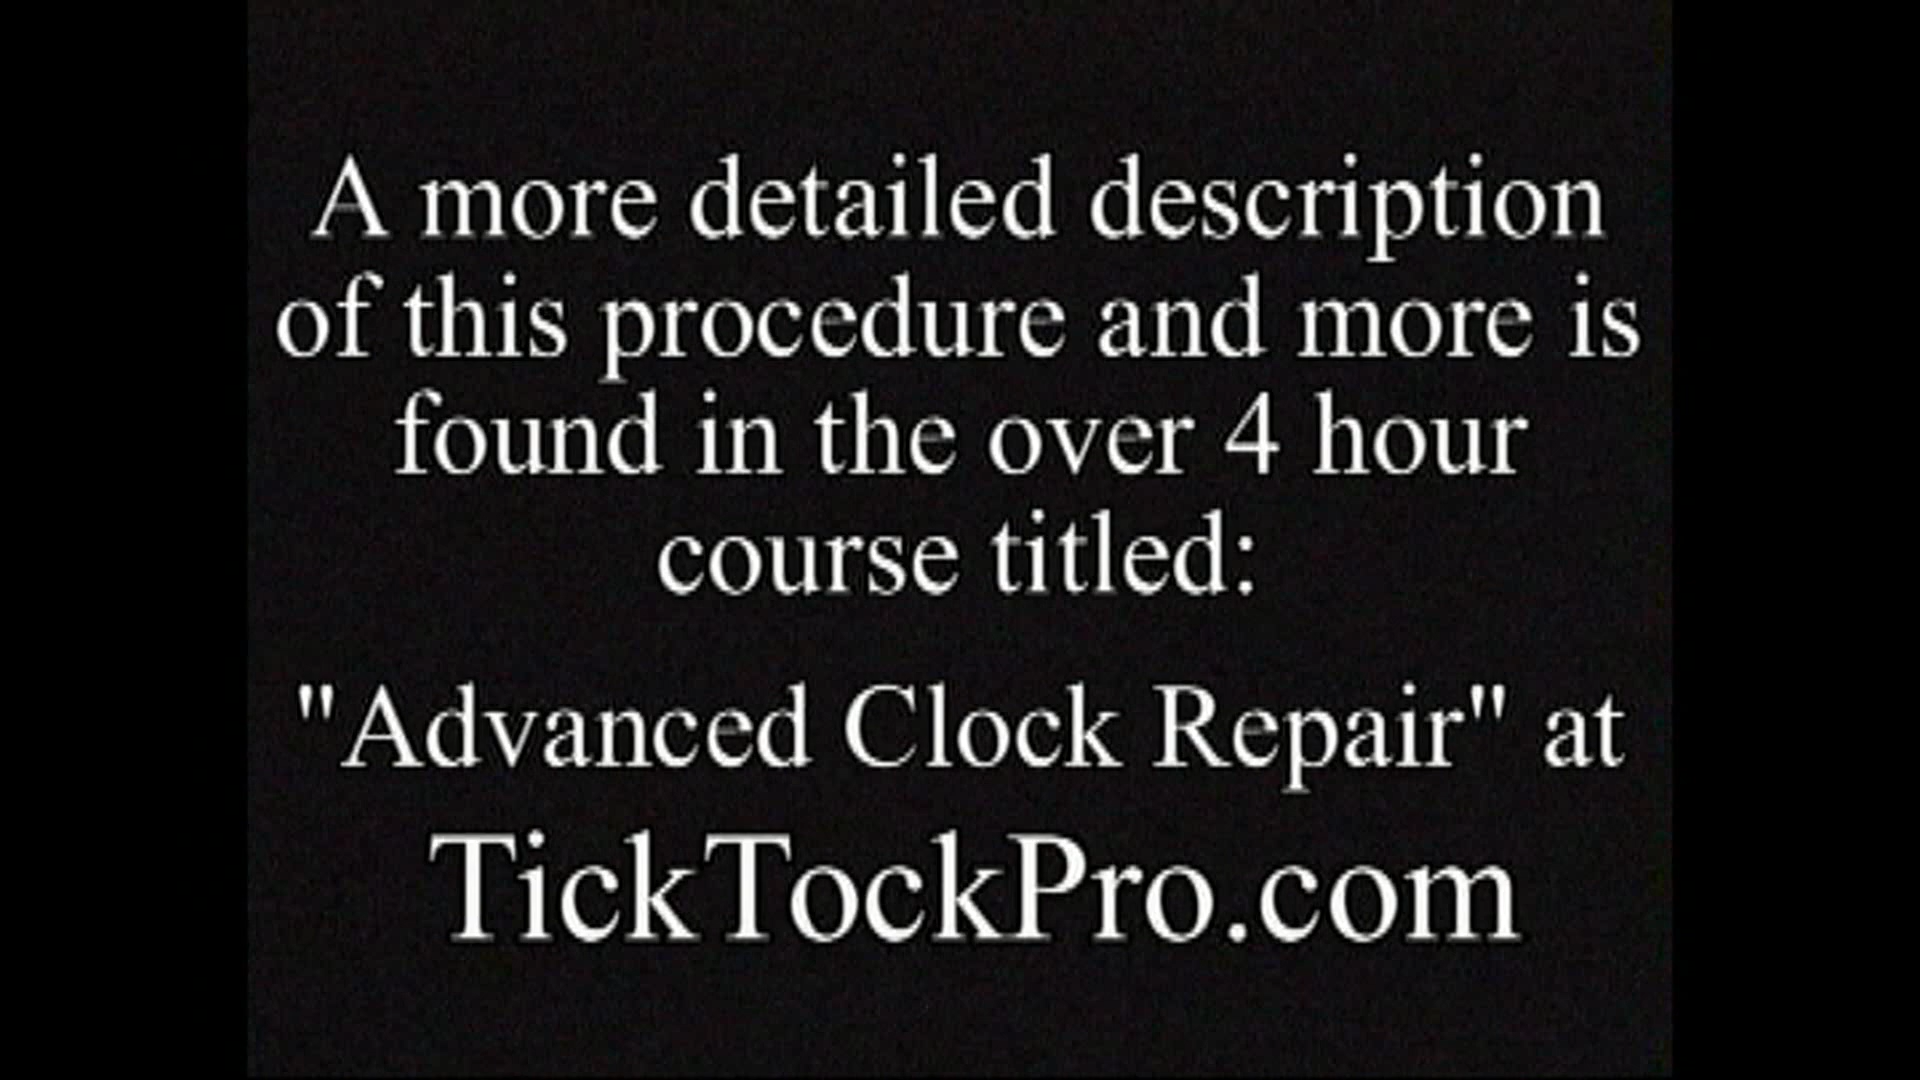 A more detailed description
of this procedure and more is
found in the over 4 hour
course titled:
"Advanced Clock Repair" at
TickTockPro.com